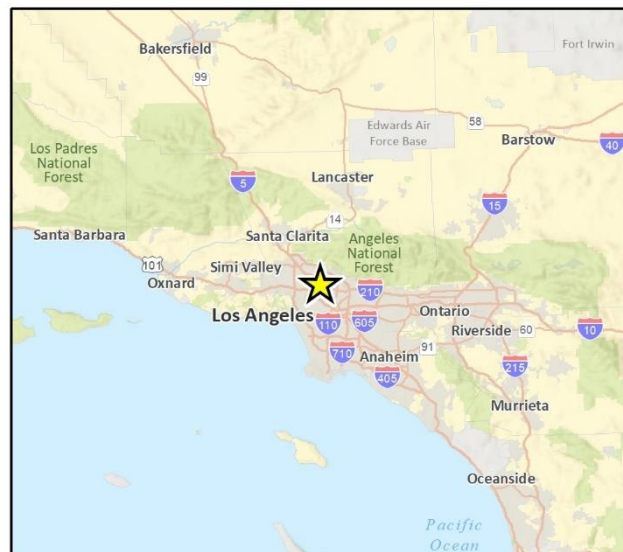 Fort Irwin
Bakersfield
99
Edwards Air
Force Base
58
Barstow
40
Los Padres
National
Forest
5
Lancaster
15
14
Santa Barbara
Santa Clarita
Angeles
National
Forest
101
Oxnard
Simi Valley
210
Los Angeles
110
605
Ontario
Riverside
60
10
710
Anaheim
91
405
215
Murrieta
Oceanside
Pacific
Ocean